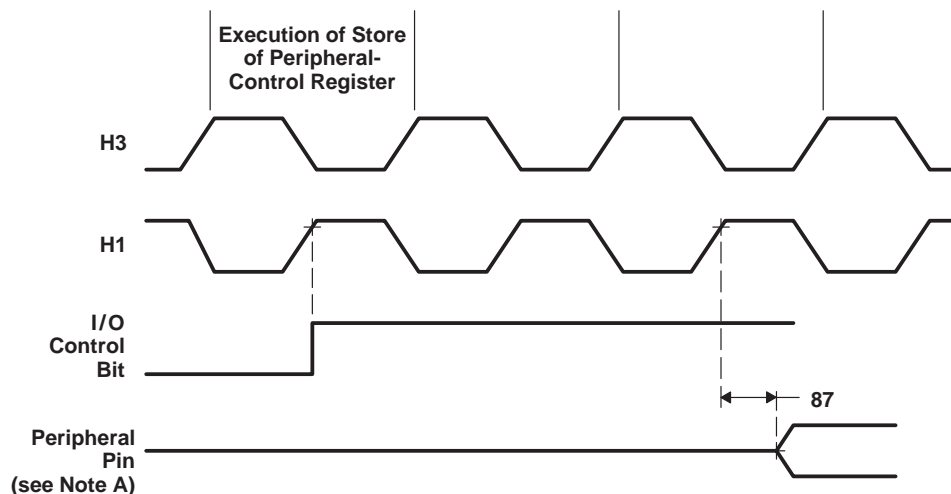 Execution of Store
of Peripheral-
Control Register
H3
H1
I/O
Control
Bit
87
Peripheral
Pin
(see Note A)